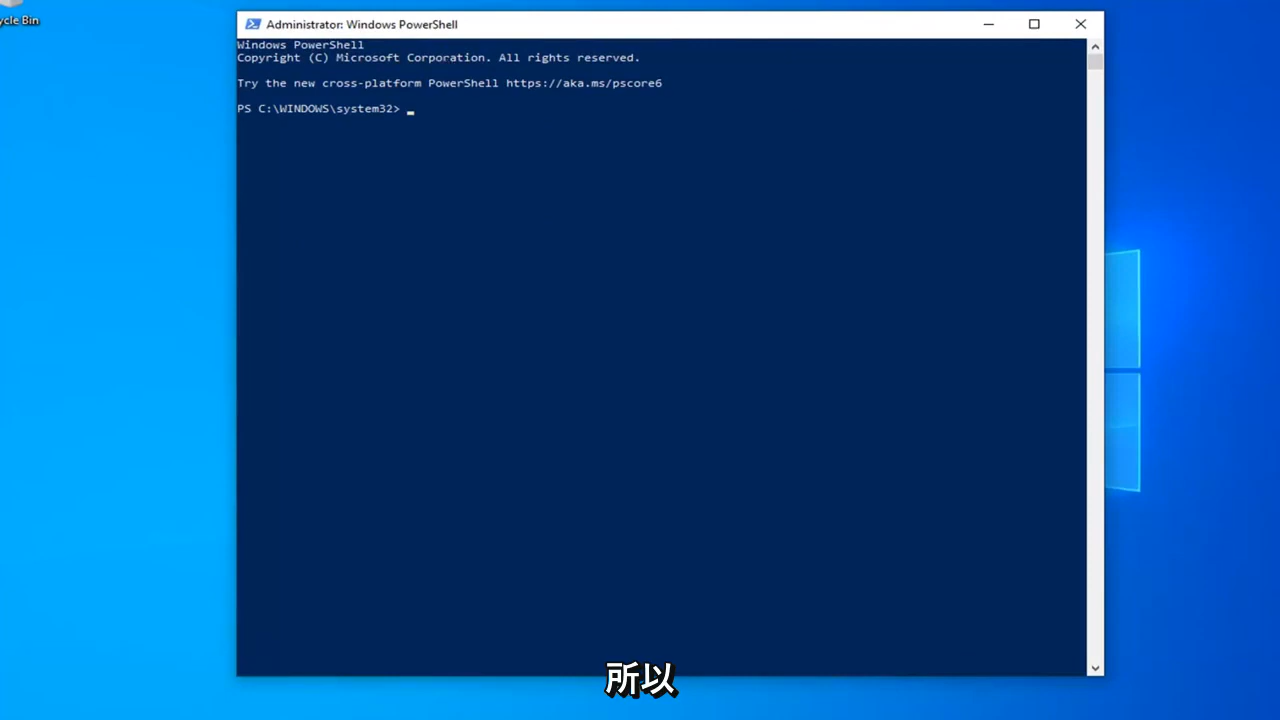 ycle Bin
Administrator: Windows PowerShell
Windows PowerShell
Copyright (C) Microsoft Corporation. All rights reserved.
Try the new cross-platform PowerShell https://aka.ms/pscore6
PS C:\WINDOWS\system32>
所以